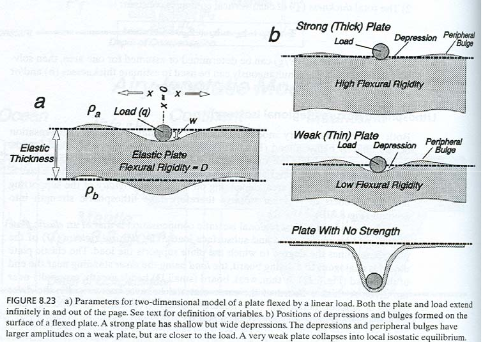 a
x x = 0 x
ρa Load (q) w
Elastic
Thickness
Elastic Plate
Flexural Rigidity = D
ρb
b
Strong (Thick) Plate
Load Depression Peripheral
Bulge
High Flexural Rigidity
Weak (Thin) Plate
Load Depression Peripheral
Bulge
Low Flexural Rigidity
Plate With No Strength
FIGURE 8.23 a) Parameters for two-dimensional model of a plate flexed by a linear load. Both the plate and load extend
infinitely in and out of the page. See text for definition of variables. b) Positions of depressions and bulges formed on the
surface of a flexed plate. A strong plate has shallow but wide depressions. The depressions and peripheral bulges have
larger amplitudes on a weak plate, but are closer to the load. A very weak plate collapses into local isostatic equilibrium.